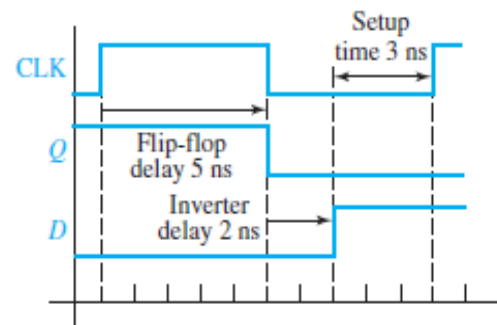 Setup
time 3 ns
CLK
Q
Flip-flop
delay 5 ns
Inverter
delay 2 ns
D